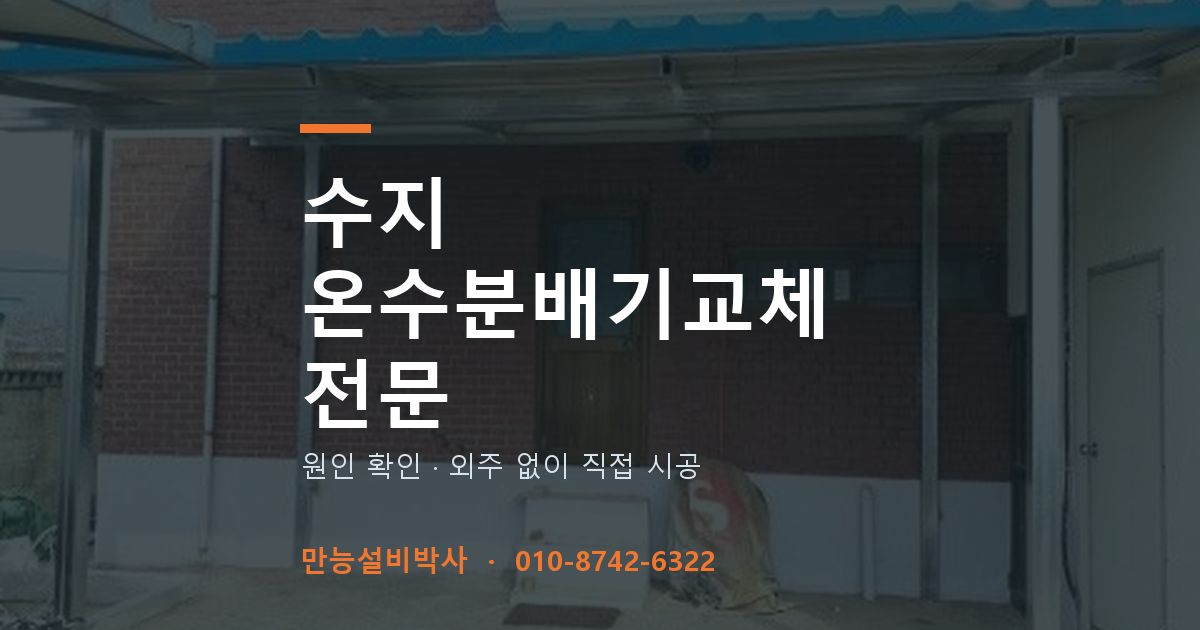 수지
온수분배기교체
전문
원인 확인 · 외주 없이 직접 시공
만능설비박사 · 010-8742-6322
S